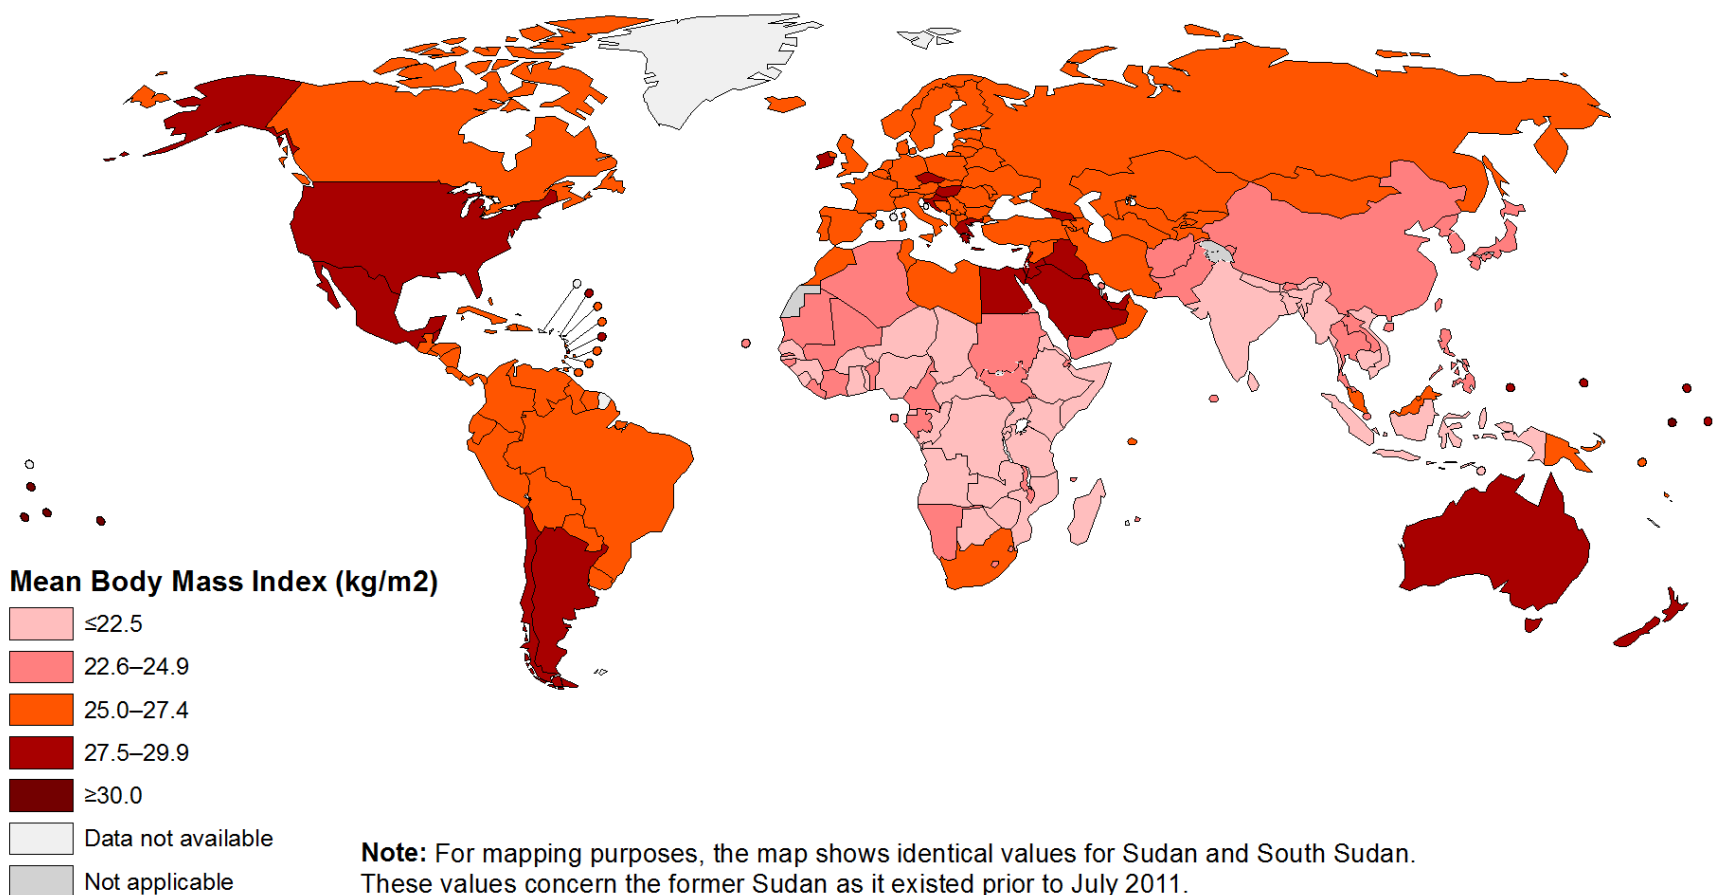 Mean Body Mass Index (kg/m2)
≤22.5
22.6–24.9
25.0–27.4
27.5–29.9
≥30.0
Data not available
Not applicable
Note: For mapping purposes, the map shows identical values for Sudan and South Sudan.
These values concern the former Sudan as it existed prior to July 2011.